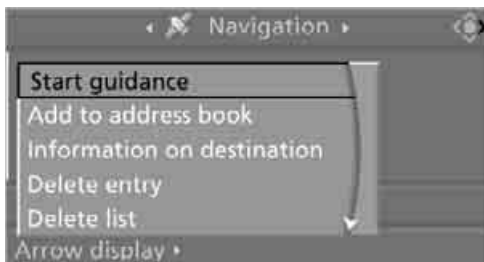 Navigation
Start guidance
Add to address book
Information on destination
Delete entry
Delete list
Arrow display